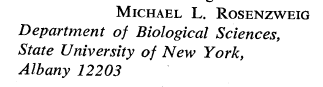 MICHAEL L. ROSENZWEIG
Department of Biological Sciences,
State University of New York,
Albany 12203